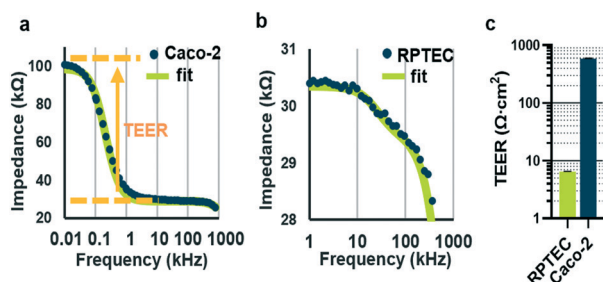 a
Impedance (kΩ)
100
80
60
40
20
Caco-2
fit
TEER
0.01 0.1 1 10 100 1000
Frequency (kHz)
b
Impedance (kΩ)
31
30
29
28
RPTEC
fit
1 10 100 1000
Frequency (kHz)
c
TEER (Ω·cm²)
1000
100
10
1
RPTEC
Caco-2